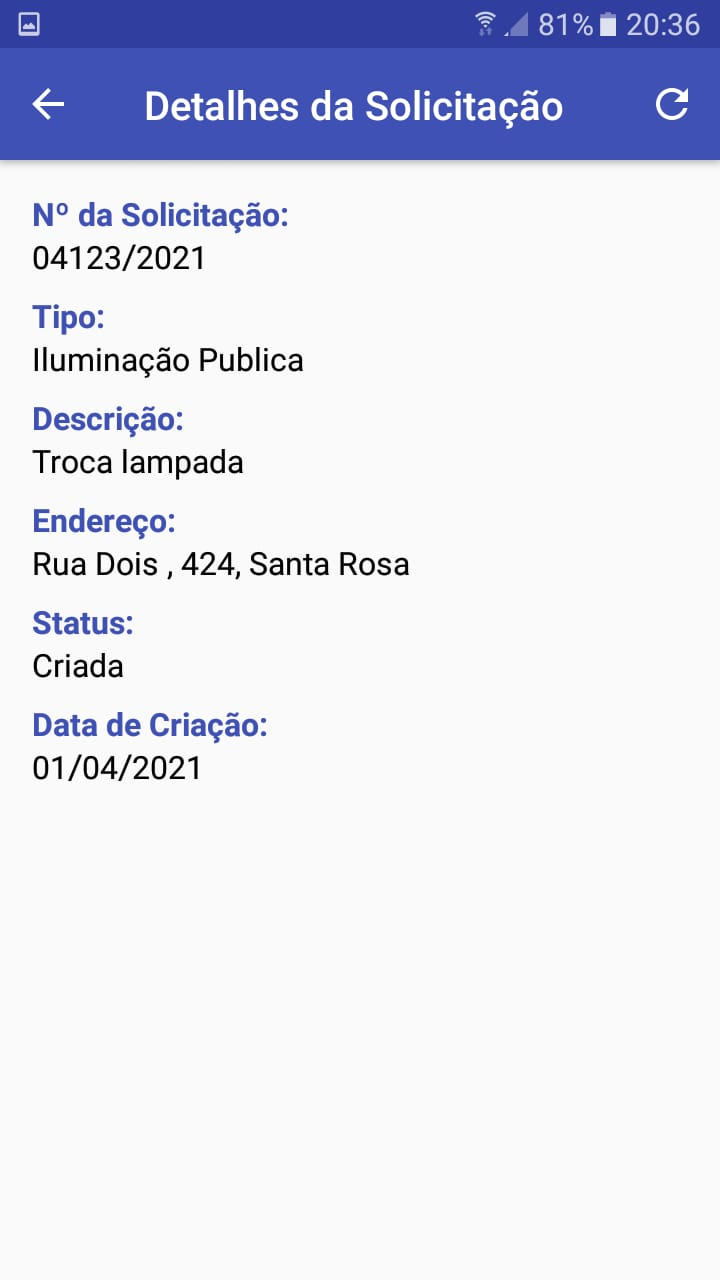 81% 20:36
Detalhes da Solicitação
Nº da Solicitação:
04123/2021
Tipo:
Iluminação Publica
Descrição:
Troca lampada
Endereço:
Rua Dois , 424, Santa Rosa
Status:
Criada
Data de Criação:
01/04/2021